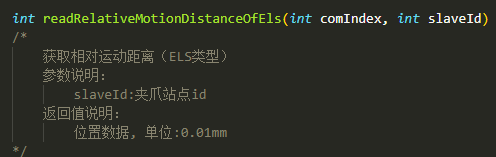 int readRelativeMotionDistanceOfEls(int comIndex, int slaveId)
/*
获取相对运动距离（ELS类型）
参数说明:
slaveId:夹爪站点id
返回值说明:
位置数据, 单位:0.01mm
*/